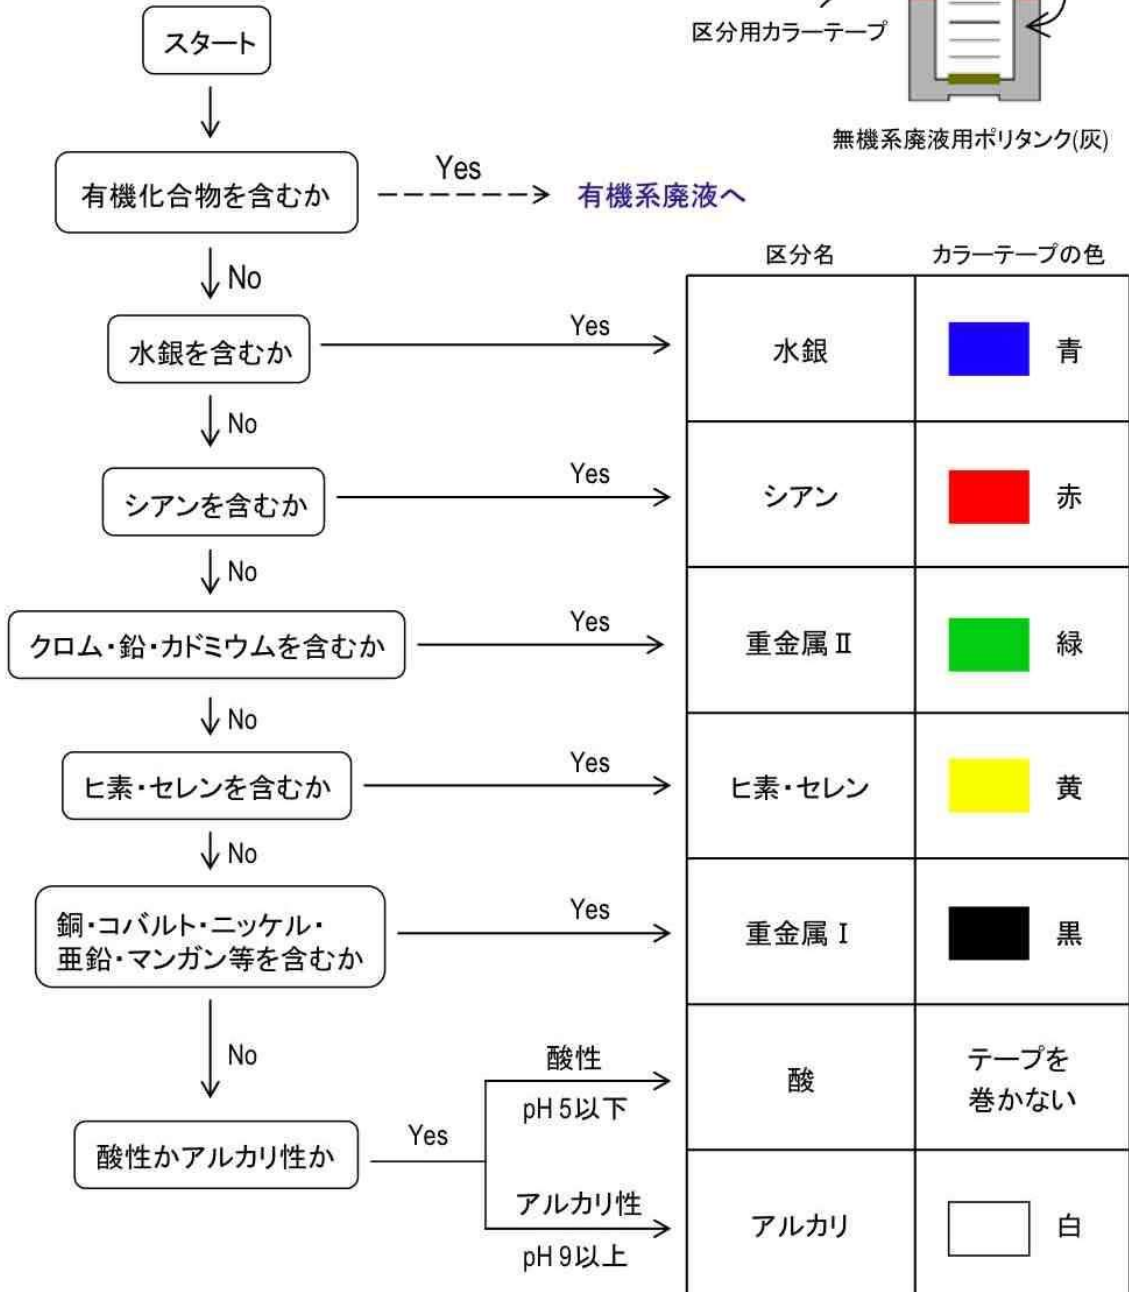 スタート
区分用カラーテープ
無機系廃液用ポリタンク(灰)
有機化合物を含むか
Yes
有機系廃液へ
No
区分名
カラーテープの色
水銀を含むか
Yes
水銀
青
No
シアンを含むか
Yes
シアン
赤
No
クロム・鉛・カドミウムを含むか
Yes
重金属Ⅱ
緑
No
ヒ素・セレンを含むか
Yes
ヒ素・セレン
黄
No
銅・コバルト・ニッケル・
亜鉛・マンガン等を含むか
Yes
重金属Ⅰ
黒
No
酸性かアルカリ性か
Yes
酸性
pH 5以下
酸
テープを
巻かない
アルカリ性
pH 9以上
アルカリ
白